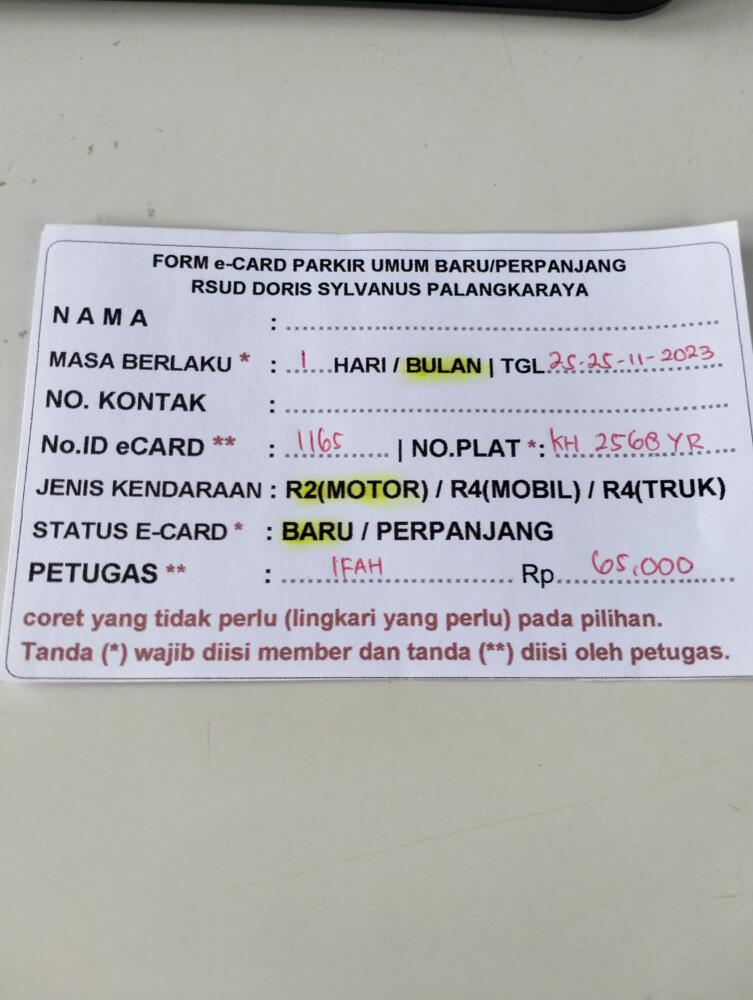 FORM e-CARD PARKIR UMUM BARU/PERPANJANG
RSUD DORIS SYLVANUS PALANGKARAYA
NAMA : ........................................
MASA BERLAKU * : ..1....HARI / BULAN | TGL 25-25-11-2023
NO. KONTAK : ........................................
No.ID eCARD ** : ..1165........ | NO.PLAT *: KH 2568 YR
JENIS KENDARAAN : R2(MOTOR) / R4(MOBIL) / R4(TRUK)
STATUS E-CARD * : BARU / PERPANJANG
PETUGAS ** : ......IFAH.............. Rp....65.000.....
coret yang tidak perlu (lingkari yang perlu) pada pilihan.
Tanda (*) wajib diisi member dan tanda (**) diisi oleh petugas.